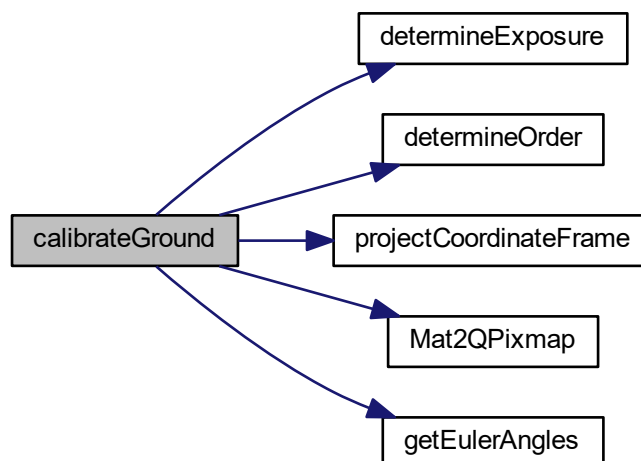 determineExposure
determineOrder
calibrateGround
projectCoordinateFrame
Mat2QPixmap
getEulerAngles